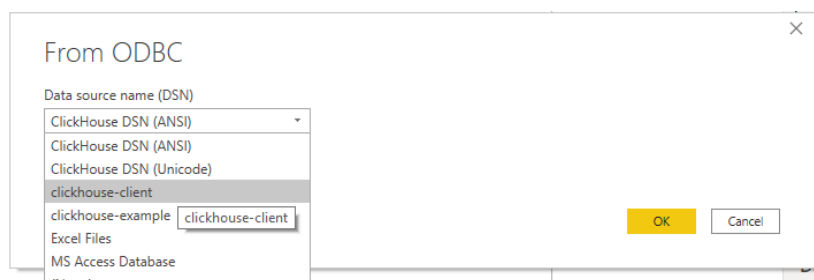 From ODBC
Data source name (DSN)
ClickHouse DSN (ANSI)
ClickHouse DSN (ANSI)
ClickHouse DSN (Unicode)
clickhouse-client
clickhouse-example
clickhouse-client
Excel Files
MS Access Database
OK
Cancel